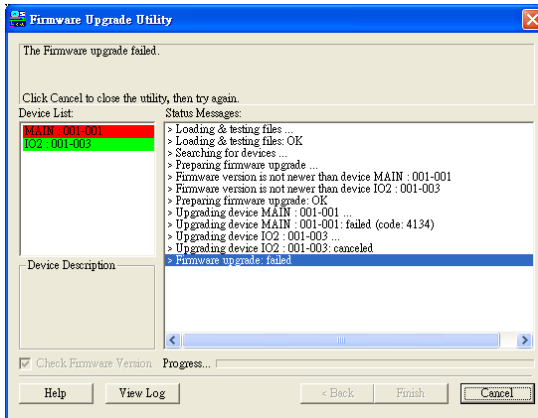 Firmware Upgrade Utility
The Firmware upgrade failed.
Click Cancel to close the utility, then try again.
Device List:
Status Messages:
MAIN : 001-001
IO2 : 001-003
> Loading & testing files ...
> Loading & testing files: OK
> Searching for devices ...
> Preparing firmware upgrade ...
> Firmware version is not newer than device MAIN : 001-001
> Firmware version is not newer than device IO2 : 001-003
> Preparing firmware upgrade: OK
> Upgrading device MAIN : 001-001 ...
> Upgrading device MAIN : 001-001: failed (code: 4134)
> Upgrading device IO2 : 001-003 ...
> Upgrading device IO2 : 001-003: canceled
> Firmware upgrade: failed
Device Description
Check Firmware Version
Progress...
Help
View Log
< Back
Finish
Cancel